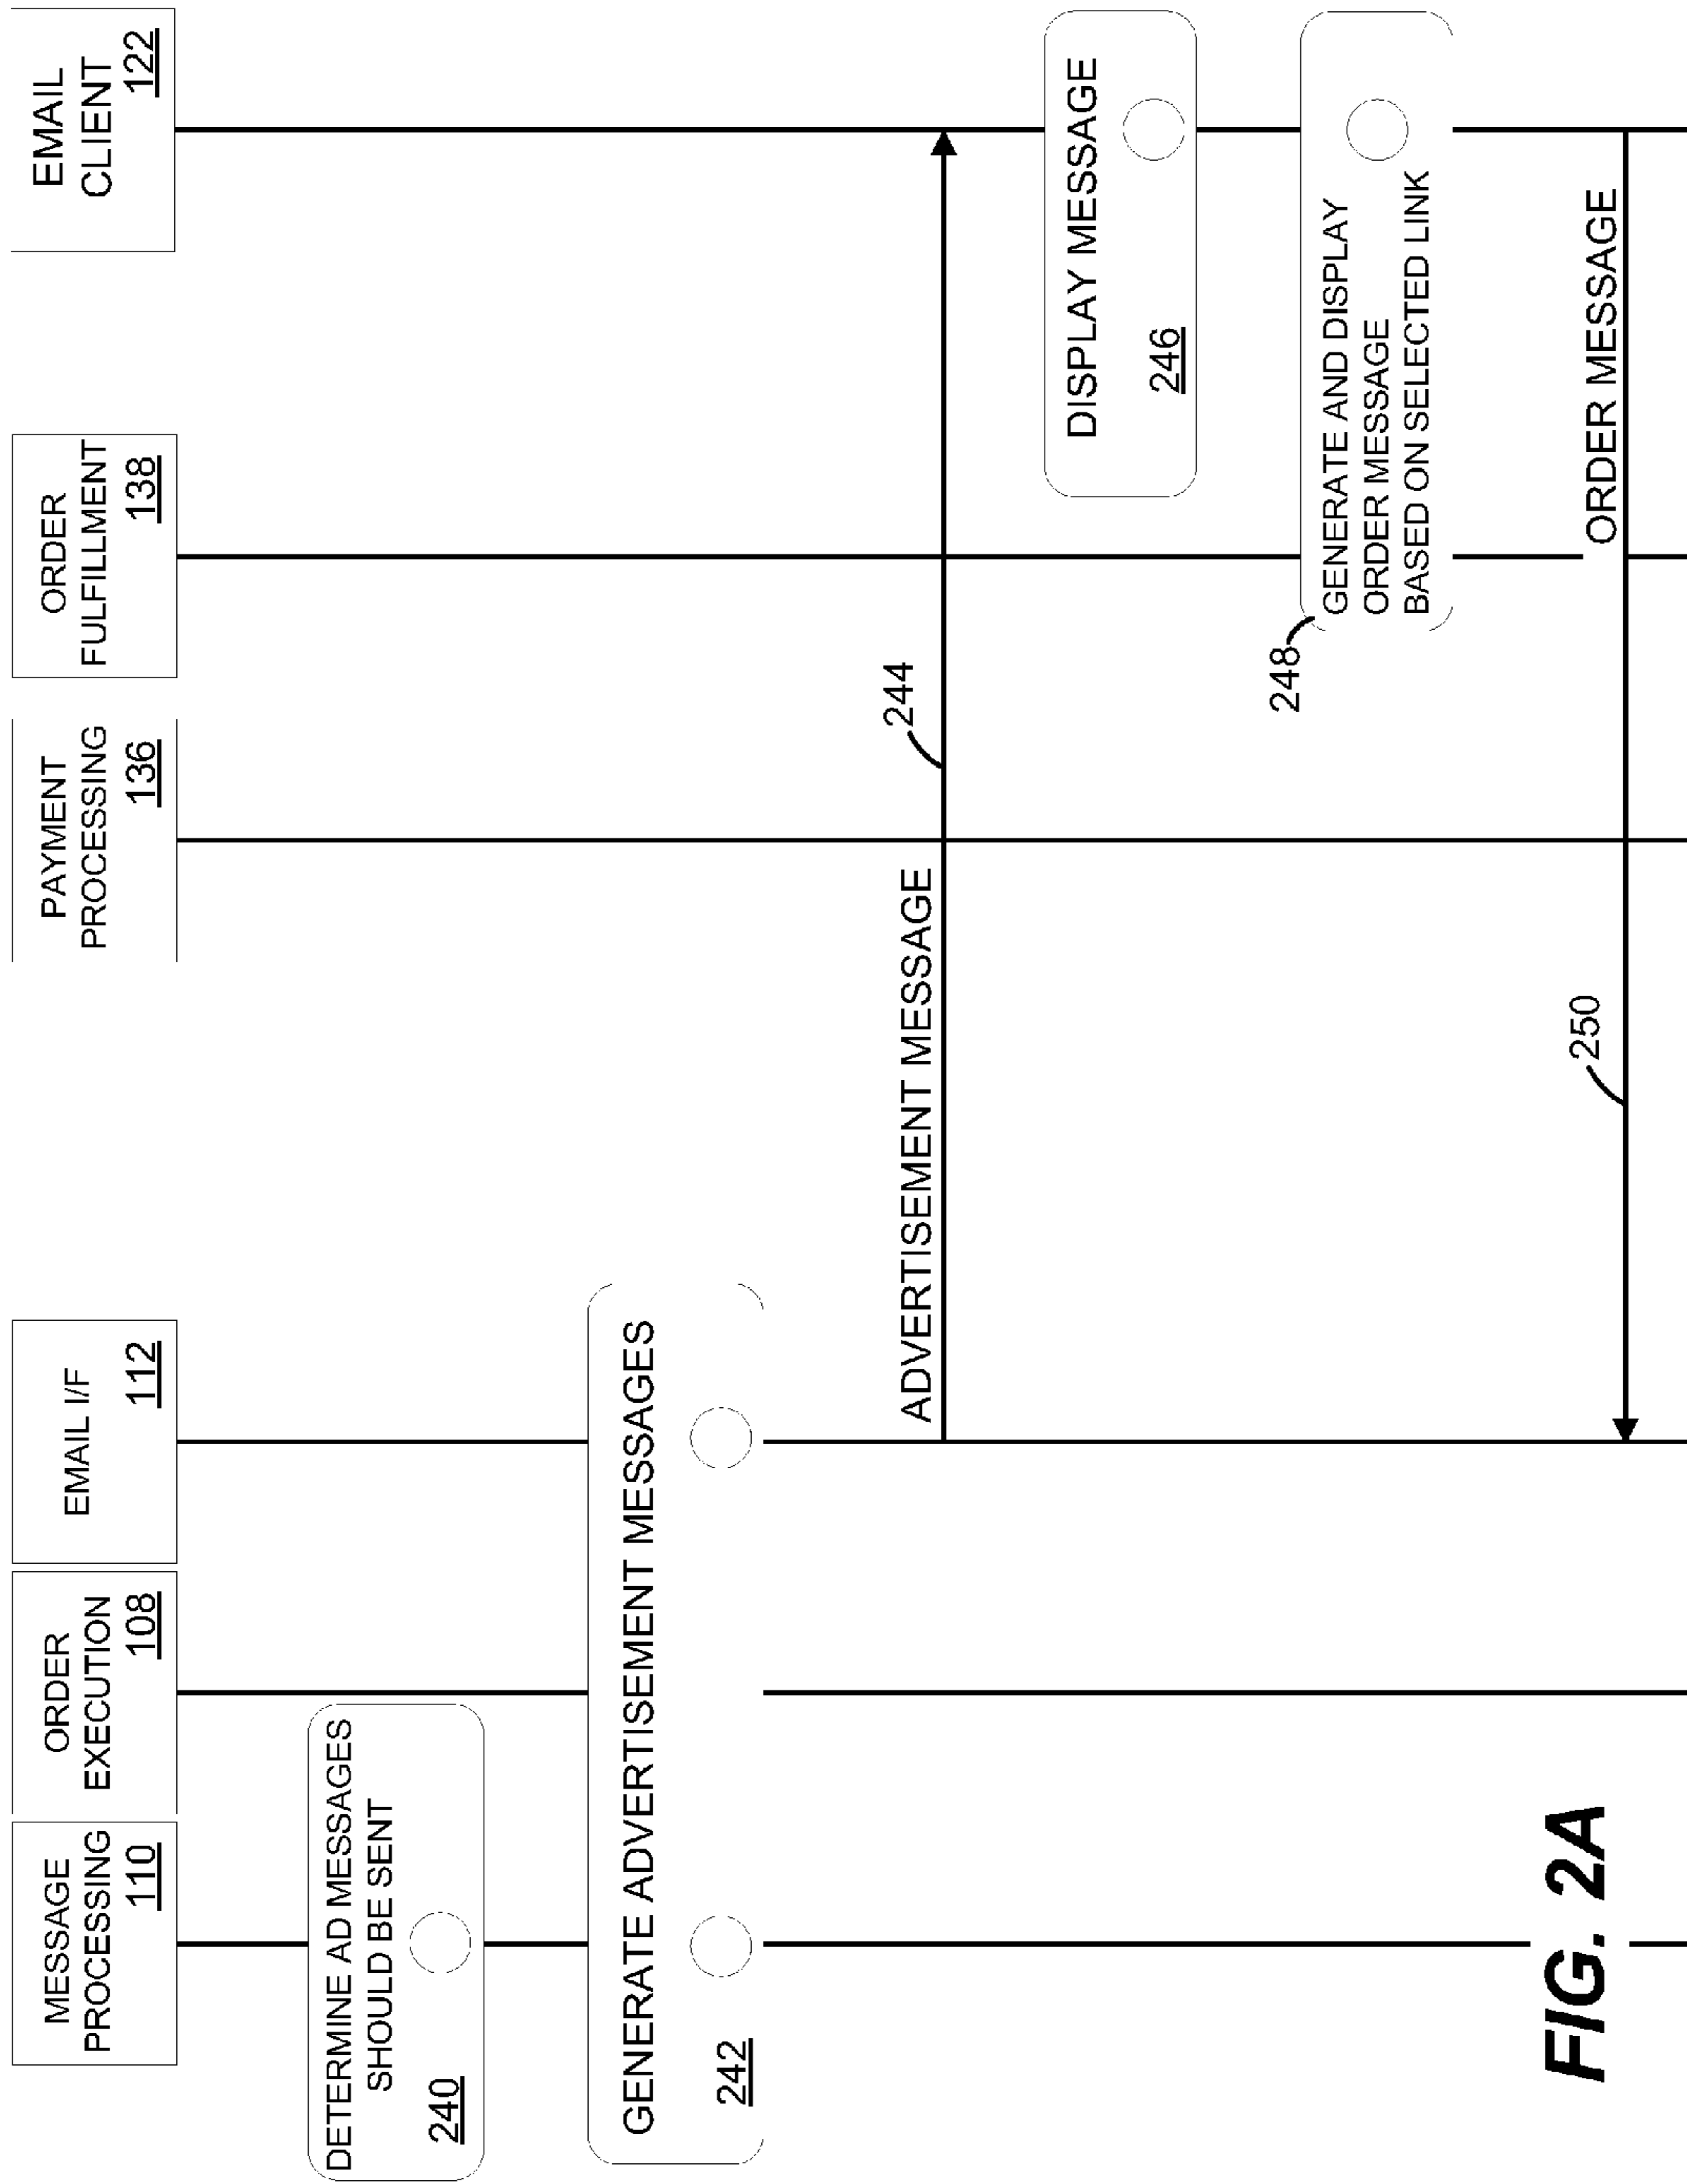 MESSAGE
PROCESSING
110
ORDER
EXECUTION
108
EMAIL I/F
112
PAYMENT
PROCESSING
136
ORDER
FULFILLMENT
138
EMAIL
CLIENT
122
DETERMINE AD MESSAGES
SHOULD BE SENT
240
GENERATE ADVERTISEMENT MESSAGES
242
ADVERTISEMENT MESSAGE
244
DISPLAY MESSAGE
246
248
GENERATE AND DISPLAY
ORDER MESSAGE
BASED ON SELECTED LINK
250
ORDER MESSAGE
FIG. 2A